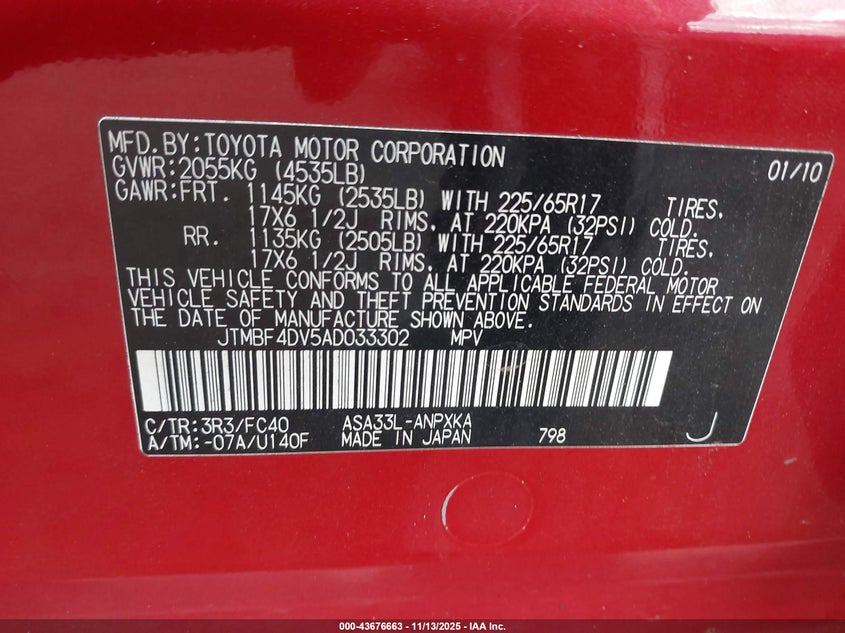 MFD.BY:TOYOTA MOTOR CORPORATION 01/10
GVWR:2055KG (4535LB)
GAWR:FRT. 1145KG (2535LB) WITH 225/65R17 TIRES,
17X6 1/2J RIMS, AT 220KPA (32PSI) COLD.
RR. 1135KG (2505LB) WITH 225/65R17 TIRES,
17X6 1/2J RIMS, AT 220KPA (32PSI) COLD.
THIS VEHICLE CONFORMS TO ALL APPLICABLE FEDERAL MOTOR
VEHICLE SAFETY AND THEFT PREVENTION STANDARDS IN EFFECT ON
THE DATE OF MANUFACTURE SHOWN ABOVE.
JTMBF4DV5AD033302 MPV
C/TR:3R3/FC40 ASA33L-ANPXKA
A/TM:-07A/U140F MADE IN JAPAN 798 J
000-43676663 - 11/13/2025 - IAA Inc.